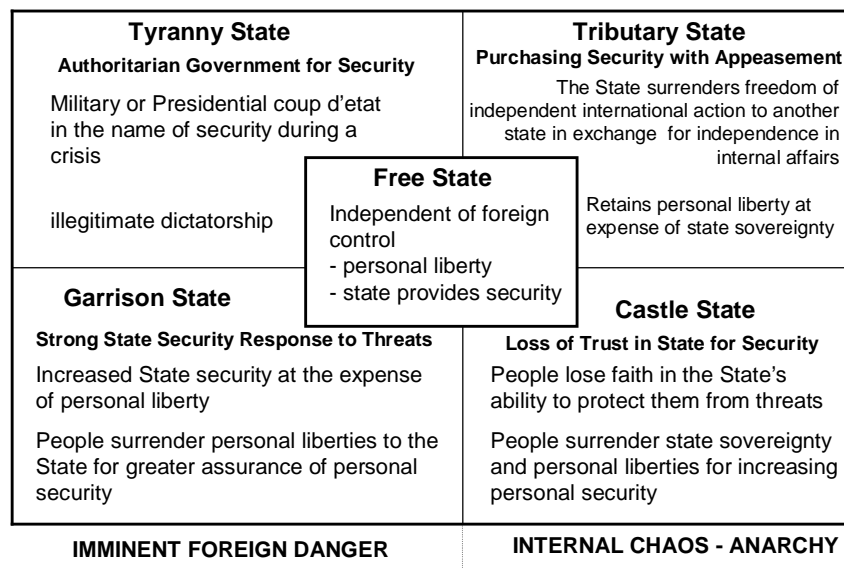 Tyranny State
Authoritarian Government for Security
Military or Presidential coup d'etat
in the name of security during a
crisis
illegitimate dictatorship
Tributary State
Purchasing Security with Appeasement
The State surrenders freedom of
independent international action to another
state in exchange for independence in
internal affairs
Retains personal liberty at
expense of state sovereignty
Free State
Independent of foreign
control
- personal liberty
- state provides security
Garrison State
Strong State Security Response to Threats
Increased State security at the expense
of personal liberty
People surrender personal liberties to the
State for greater assurance of personal
security
Castle State
Loss of Trust in State for Security
People lose faith in the State's
ability to protect them from threats
People surrender state sovereignty
and personal liberties for increasing
personal security
IMMINENT FOREIGN DANGER
INTERNAL CHAOS - ANARCHY